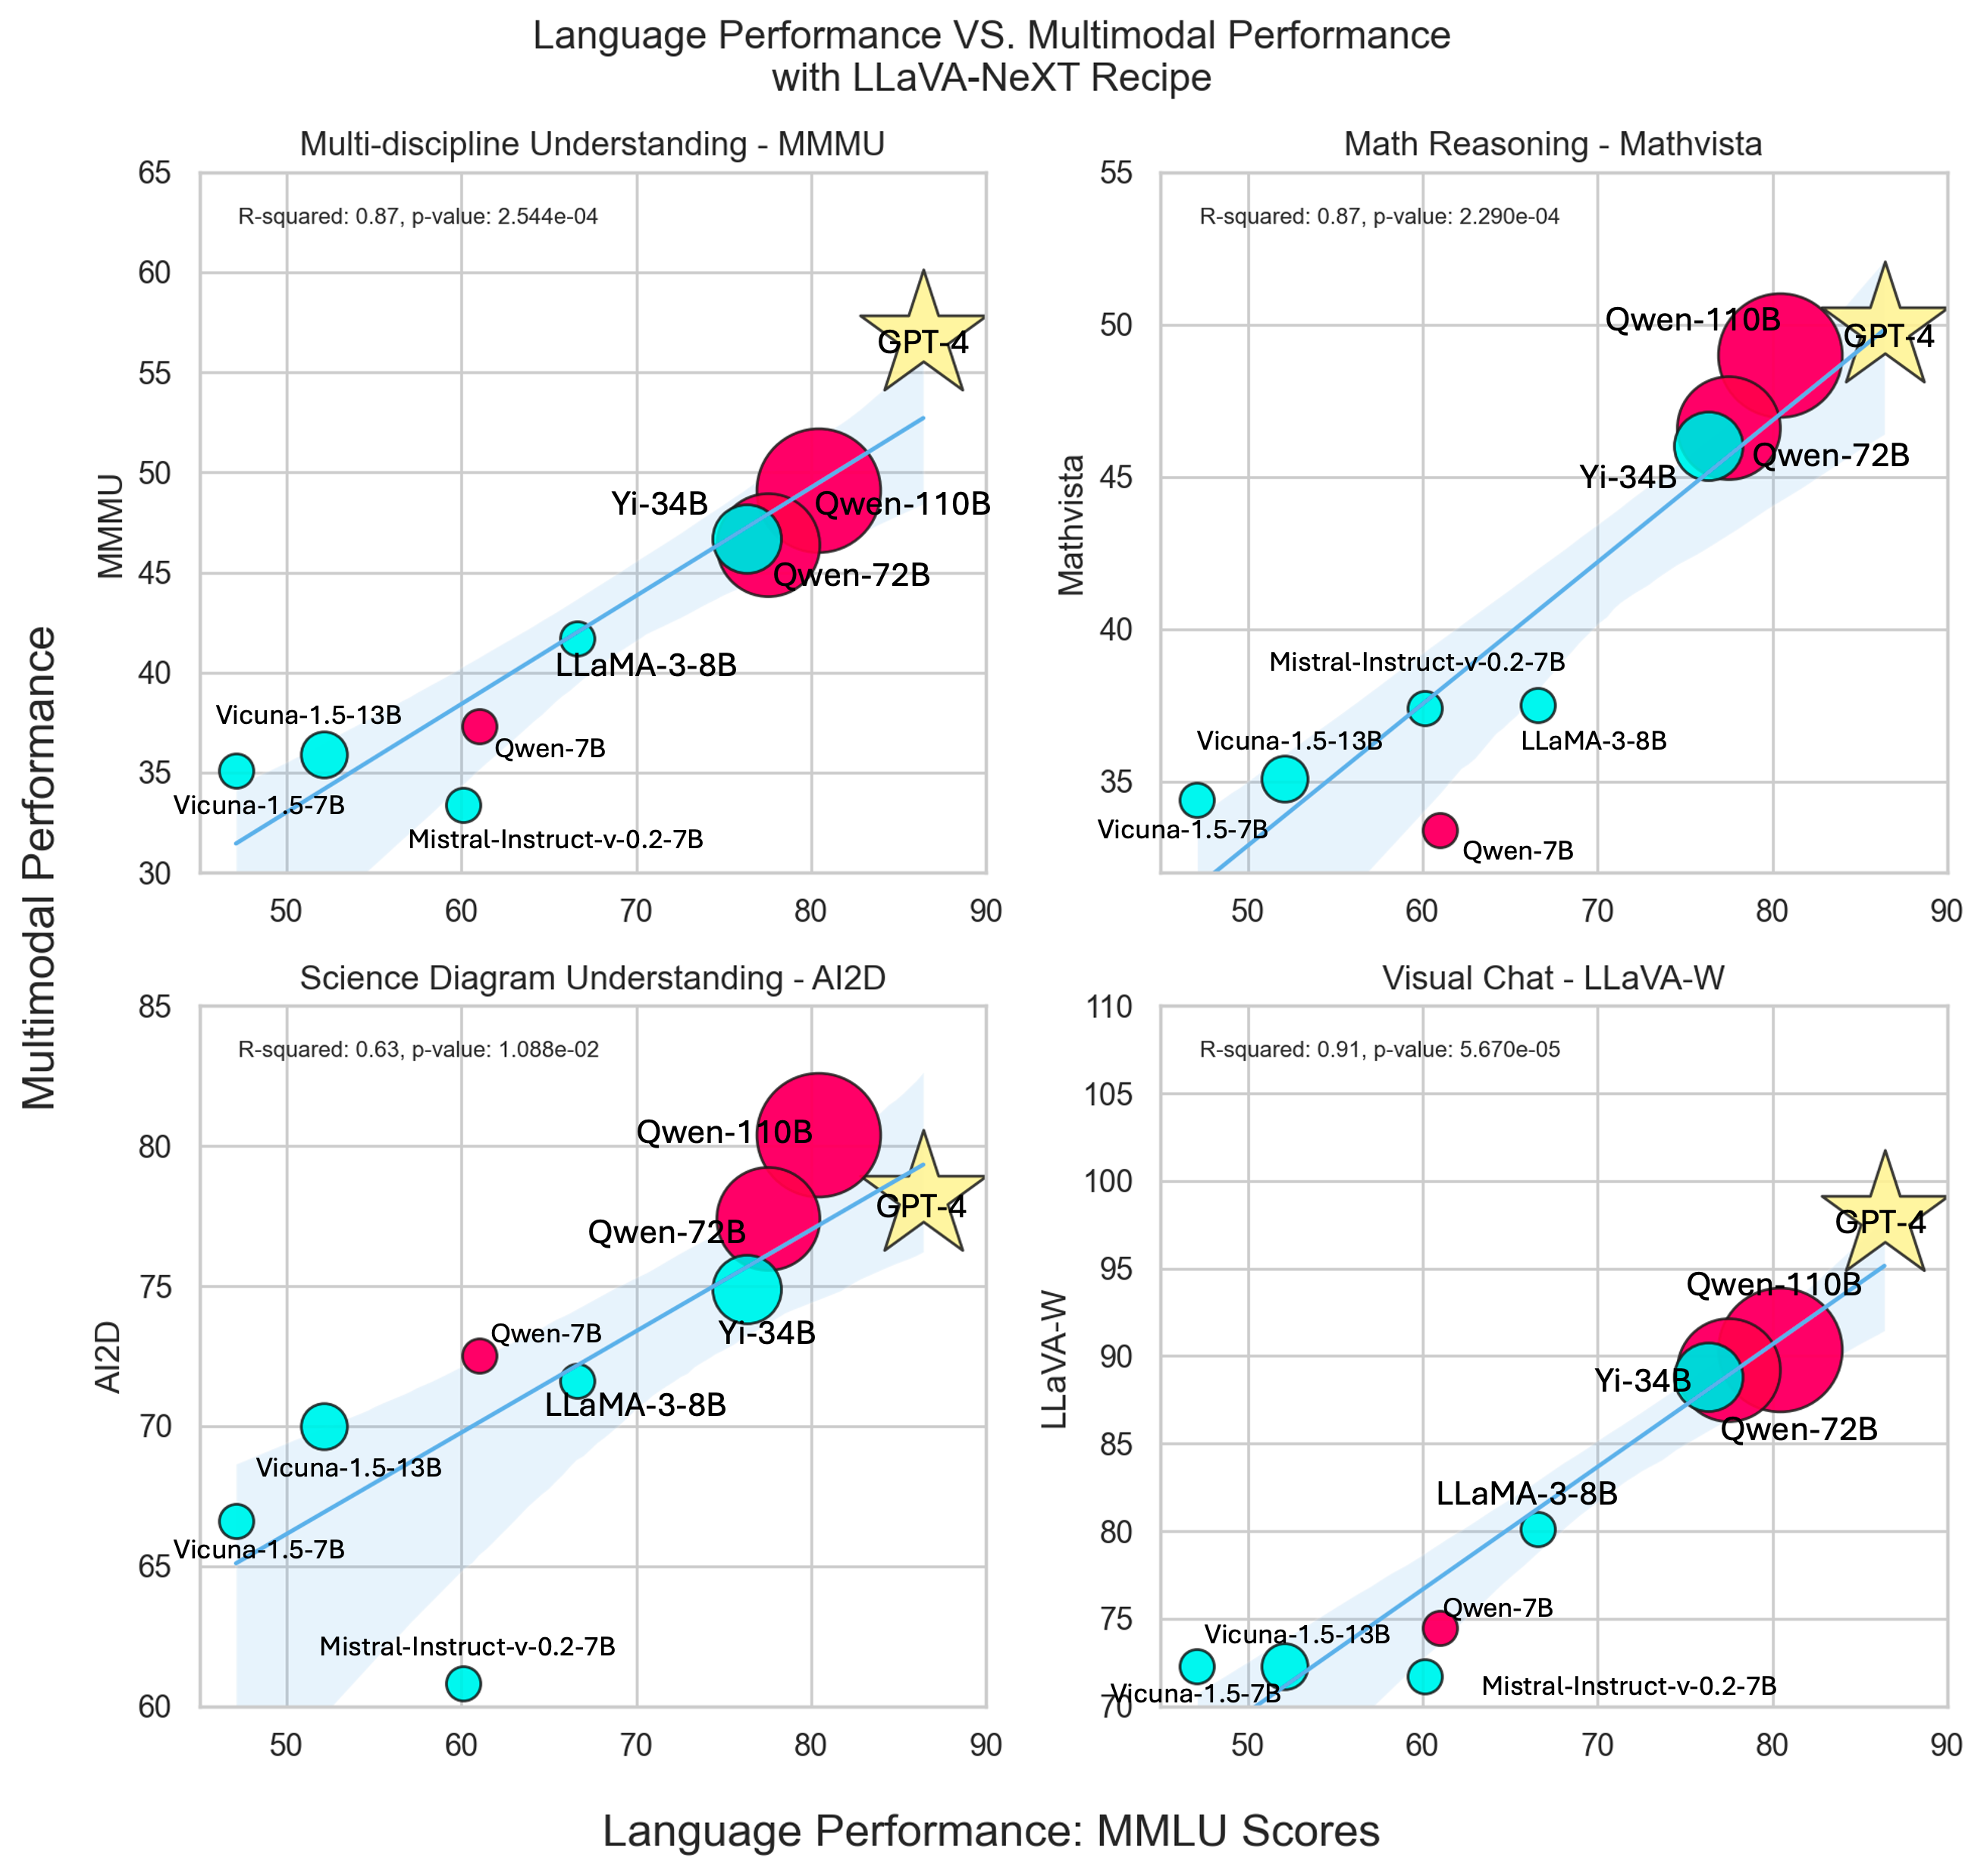 Language Performance VS. Multimodal Performance
with LLaVA-NeXT Recipe
Multimodal Performance
Multi-discipline Understanding - MMMU
R-squared: 0.87, p-value: 2.544e-04
MMMU
65
60
55
50
45
40
35
30
GPT-4
Yi-34B
Qwen-110B
Qwen-72B
LLaMA-3-8B
Vicuna-1.5-13B
Qwen-7B
Vicuna-1.5-7B
Mistral-Instruct-v-0.2-7B
50 60 70 80 90
Math Reasoning - Mathvista
R-squared: 0.87, p-value: 2.290e-04
Mathvista
55
50
45
40
35
Qwen-110B
GPT-4
Qwen-72B
Yi-34B
Mistral-Instruct-v-0.2-7B
Vicuna-1.5-13B
LLaMA-3-8B
Vicuna-1.5-7B
Qwen-7B
50 60 70 80 90
Science Diagram Understanding - AI2D
R-squared: 0.63, p-value: 1.088e-02
AI2D
85
80
75
70
65
60
Qwen-110B
GPT-4
Qwen-72B
Yi-34B
Qwen-7B
LLaMA-3-8B
Vicuna-1.5-13B
Vicuna-1.5-7B
Mistral-Instruct-v-0.2-7B
50 60 70 80 90
Visual Chat - LLaVA-W
R-squared: 0.91, p-value: 5.670e-05
LLaVA-W
110
105
100
95
90
85
80
75
70
GPT-4
Qwen-110B
Yi-34B
Qwen-72B
LLaMA-3-8B
Qwen-7B
Vicuna-1.5-13B
Mistral-Instruct-v-0.2-7B
Vicuna-1.5-7B
50 60 70 80 90
Language Performance: MMLU Scores